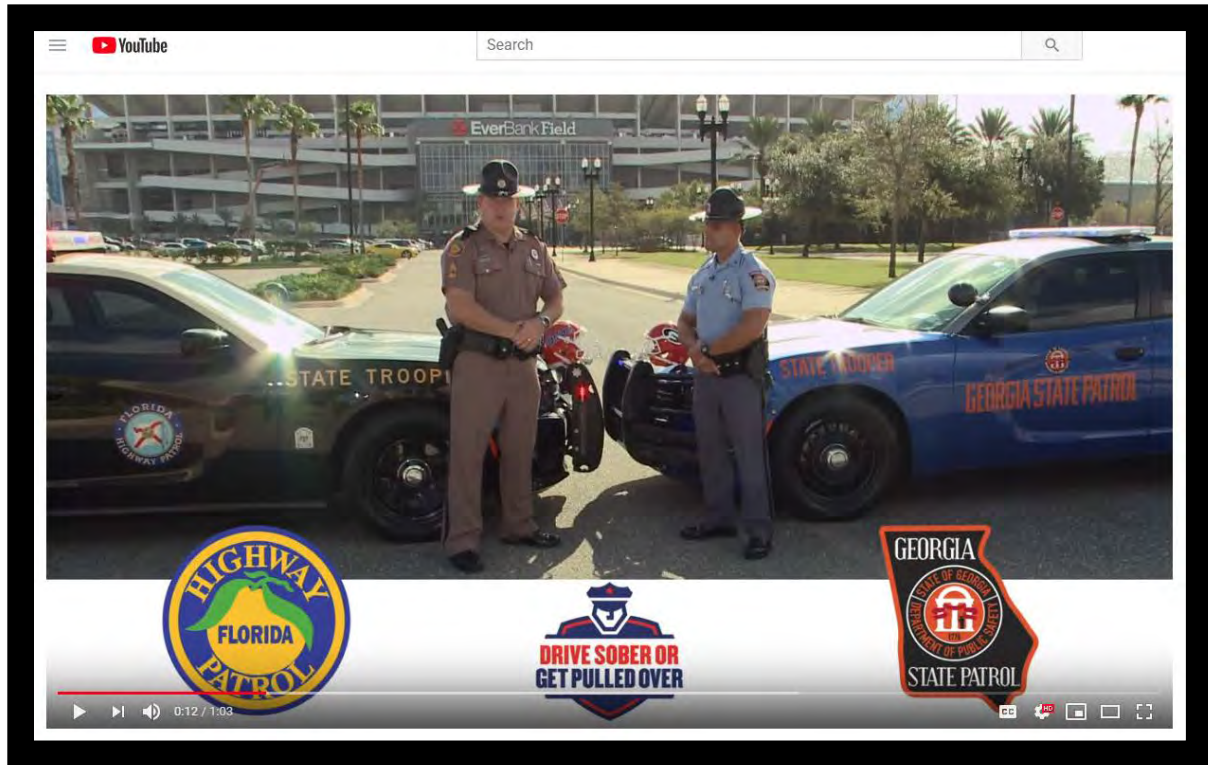 YouTube
Search
EverBank Field
STATE TROOP
STATE TROOPER
GEORGIA STATE PATROL
FLORIDA
HIGHWAY PATROL
HIGHWAY
FLORIDA
PATROL
DRIVE SOBER OR
GET PULLED OVER
GEORGIA
STATE OF GEORGIA
DEPARTMENT OF PUBLIC SAFETY
1776
STATE PATROL
0:12 / 1:03
CC
HD